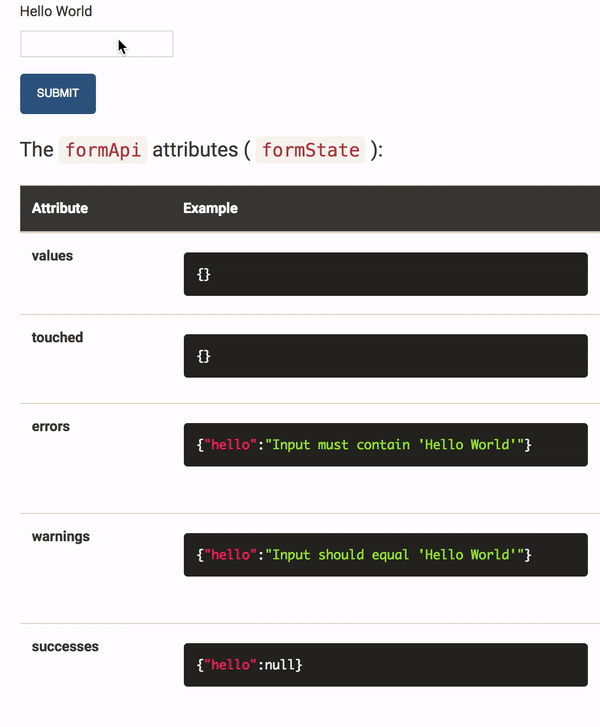 Hello World
SUBMIT
The formApi attributes ( formState ):
Attribute Example
values {}
touched {}
errors {"hello":"Input must contain 'Hello World'"}
warnings {"hello":"Input should equal 'Hello World'"}
successes {"hello":null}